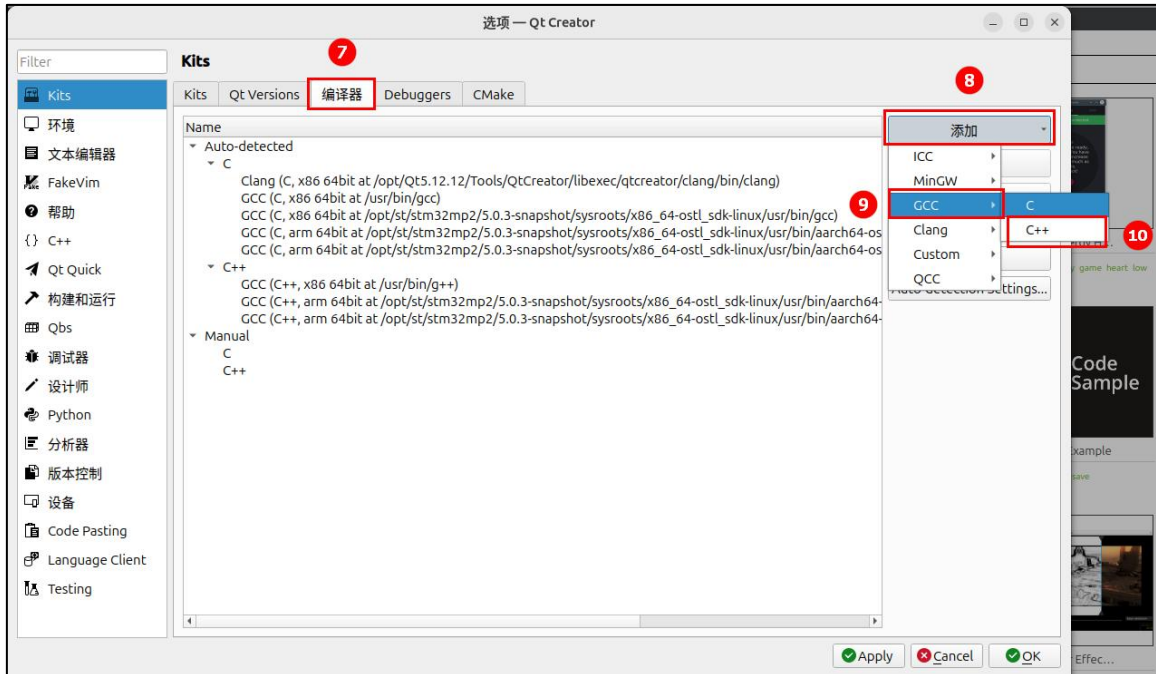 选项 — Qt Creator
Filter
Kits
环境
文本编辑器
FakeVim
帮助
{} C++
Qt Quick
构建和运行
Qbs
调试器
设计师
Python
分析器
版本控制
设备
Code Pasting
Language Client
Testing
Kits
7
Kits Qt Versions 编译器 Debuggers CMake
Name
Auto-detected
C
Clang (C, x86 64bit at /opt/Qt5.12.12/Tools/QtCreator/libexec/qtcreator/clang/bin/clang)
GCC (C, x86 64bit at /usr/bin/gcc)
GCC (C, x86 64bit at /opt/st/stm32mp2/5.0.3-snapshot/sysroots/x86_64-ostl_sdk-linux/usr/bin/gcc)
GCC (C, arm 64bit at /opt/st/stm32mp2/5.0.3-snapshot/sysroots/x86_64-ostl_sdk-linux/usr/bin/aarch64-os
GCC (C, arm 64bit at /opt/st/stm32mp2/5.0.3-snapshot/sysroots/x86_64-ostl_sdk-linux/usr/bin/aarch64-os
C++
GCC (C++, x86 64bit at /usr/bin/g++)
GCC (C++, arm 64bit at /opt/st/stm32mp2/5.0.3-snapshot/sysroots/x86_64-ostl_sdk-linux/usr/bin/aarch64-
GCC (C++, arm 64bit at /opt/st/stm32mp2/5.0.3-snapshot/sysroots/x86_64-ostl_sdk-linux/usr/bin/aarch64-
Manual
C
C++
8
添加
ICC
MinGW
9
GCC
C
Clang
C++
10
Custom
QCC
Auto-detection Settings...
Apply Cancel OK
game heart low
Code
Sample
xample
save
Effec...